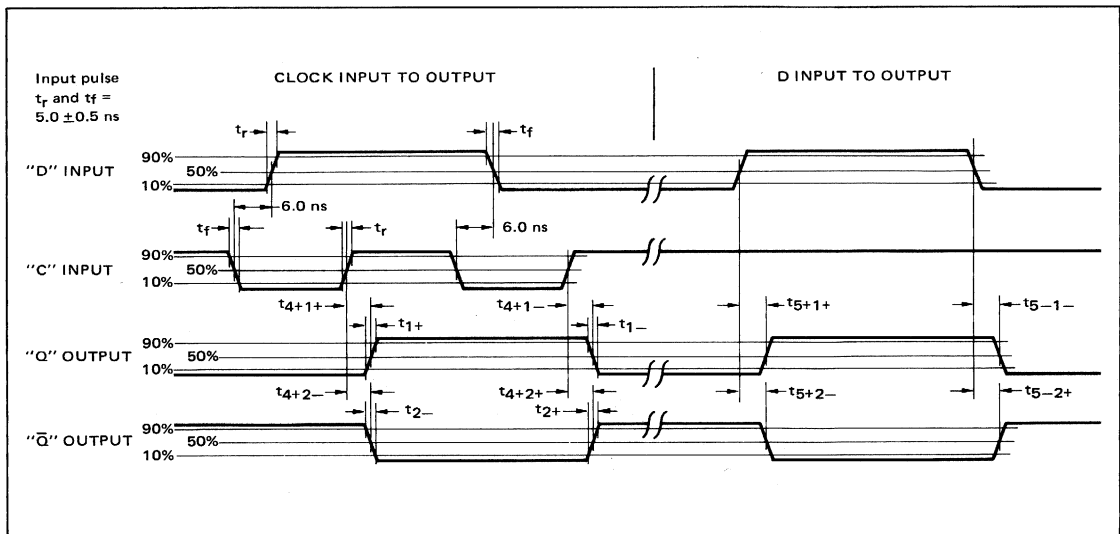 Input pulse
tr and tf =
5.0 ±0.5 ns
CLOCK INPUT TO OUTPUT
D INPUT TO OUTPUT
tr
tf
"D" INPUT
90%
50%
10%
6.0 ns
6.0 ns
tf
tr
"C" INPUT
90%
50%
10%
t4+1+
t1+
t4+1−
t1−
t5+1+
t5−1−
"Q" OUTPUT
90%
50%
10%
t4+2−
t2−
t4+2+
t2+
t5+2−
t5−2+
"Q̅" OUTPUT
90%
50%
10%